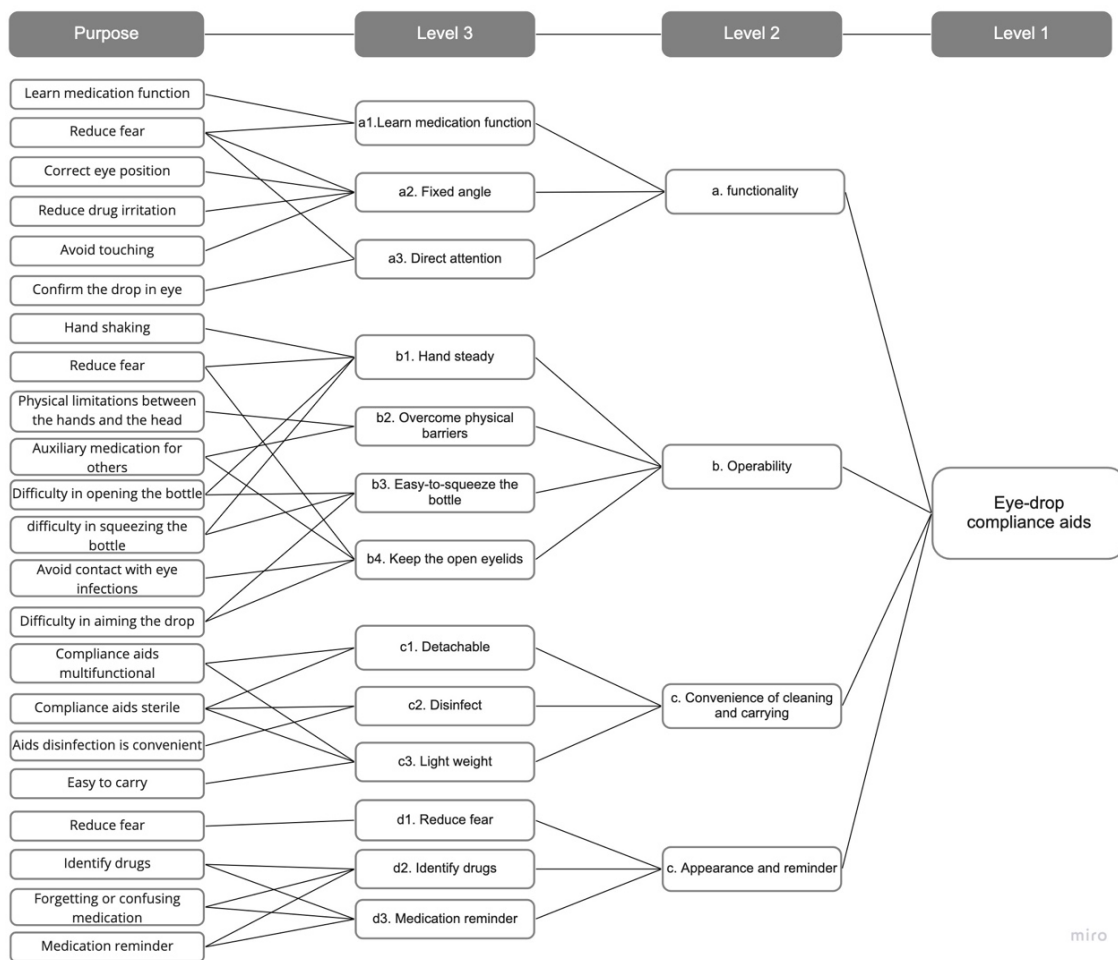 Purpose
Level 3
Level 2
Level 1
Learn medication function
Reduce fear
Correct eye position
Reduce drug irritation
Avoid touching
Confirm the drop in eye
Hand shaking
Reduce fear
Physical limitations between
the hands and the head
Auxiliary medication for
others
Difficulty in opening the bottle
difficulty in squeezing the
bottle
Avoid contact with eye
infections
Difficulty in aiming the drop
Compliance aids
multifunctional
Compliance aids sterile
Aids disinfection is convenient
Easy to carry
Reduce fear
Identify drugs
Forgetting or confusing
medication
Medication reminder
a1.Learn medication function
a2. Fixed angle
a3. Direct attention
b1. Hand steady
b2. Overcome physical
barriers
b3. Easy-to-squeeze the
bottle
b4. Keep the open eyelids
c1. Detachable
c2. Disinfect
c3. Light weight
d1. Reduce fear
d2. Identify drugs
d3. Medication reminder
a. functionality
b. Operability
c. Convenience of cleaning
and carrying
c. Appearance and reminder
Eye-drop
compliance aids
miro